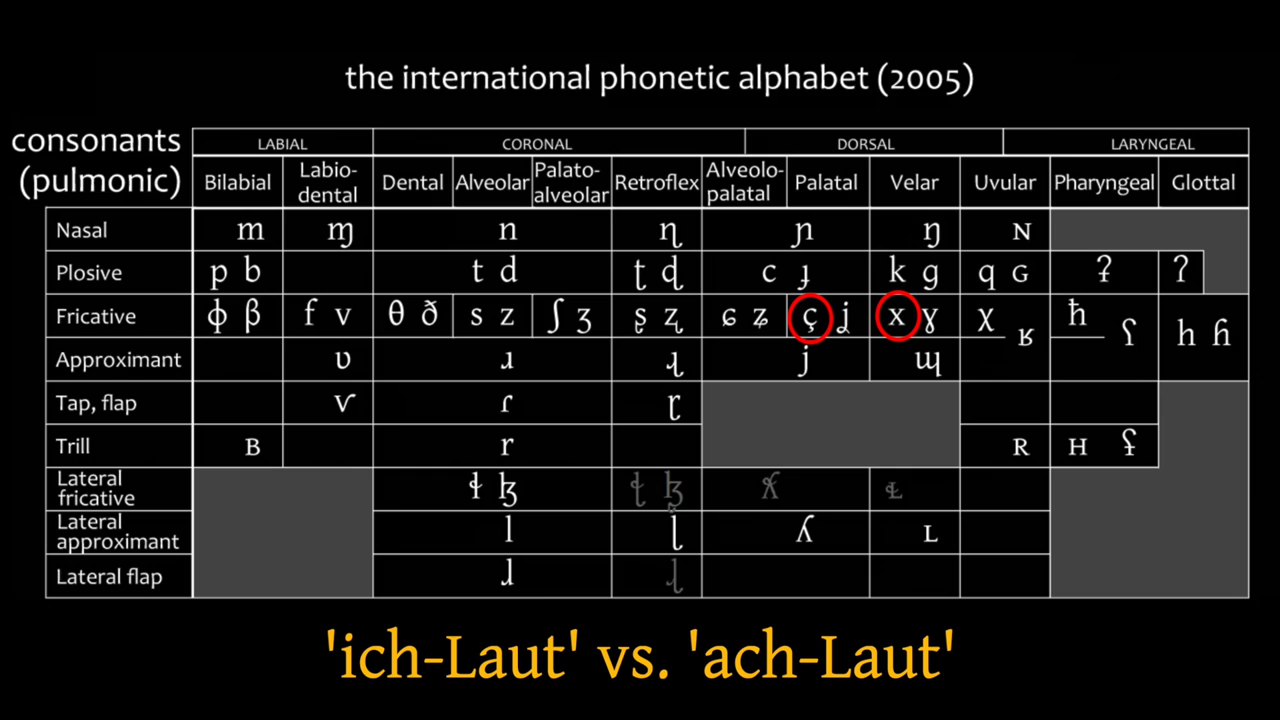 the international phonetic alphabet (2005)
consonants (pulmonic)
LABIAL CORONAL DORSAL LARYNGEAL
Bilabial Labio-dental Dental Alveolar Palato-alveolar Retroflex Alveolo-palatal Palatal Velar Uvular Pharyngeal Glottal
Nasal m ɱ n ɳ ɲ ŋ ɴ
Plosive p b t d ʈ ɖ c ɟ k ɡ q ɢ ʡ ʔ
Fricative ɸ β f v θ ð s z ʃ ʒ ʂ ʐ ɕ ʑ ç ʝ x ɣ χ ʁ ħ ʕ h ɦ
Approximant ʋ ɹ ɻ j ɰ
Tap, flap ⱱ ɾ ɽ
Trill ʙ r ʀ ʜ ʢ
Lateral fricative ɬ ɮ
Lateral approximant l ɭ ʎ ʟ
Lateral flap ɺ
'ich-Laut' vs. 'ach-Laut'